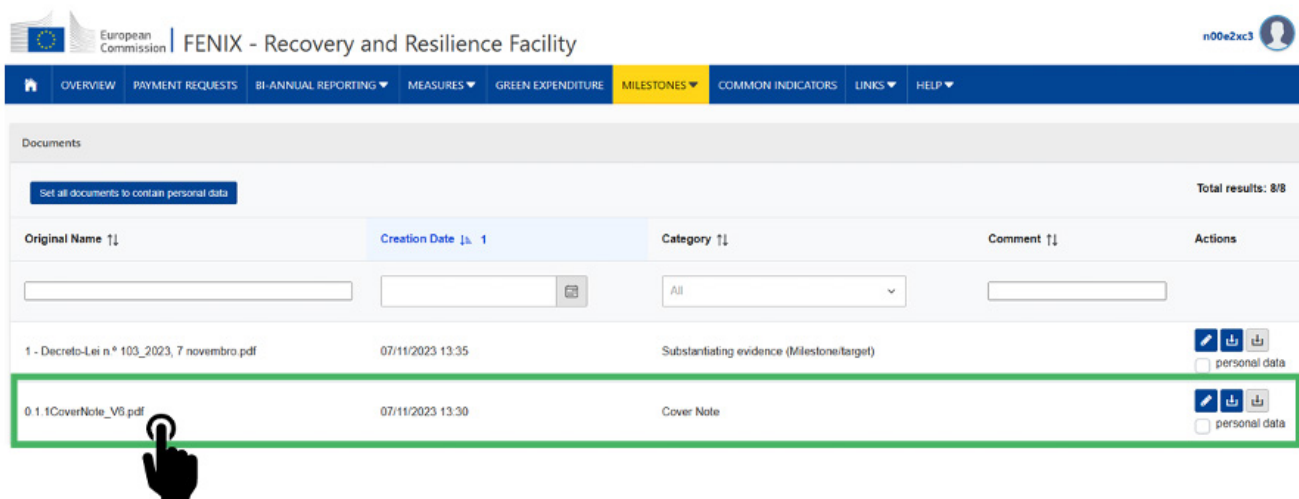 European
Commission
FENIX - Recovery and Resilience Facility
n00e2xc3
OVERVIEW PAYMENT REQUESTS BI-ANNUAL REPORTING MEASURES GREEN EXPENDITURE MILESTONES COMMON INDICATORS LINKS HELP
Documents
Set all documents to contain personal data
Total results: 8/8
Original Name Creation Date 1 Category Comment Actions
All
1 - Decreto-Lei n.º 103_2023, 7 novembro.pdf 07/11/2023 13:35 Substantiating evidence (Milestone/target)
personal data
0.1.1CoverNote_V6.pdf 07/11/2023 13:30 Cover Note
personal data